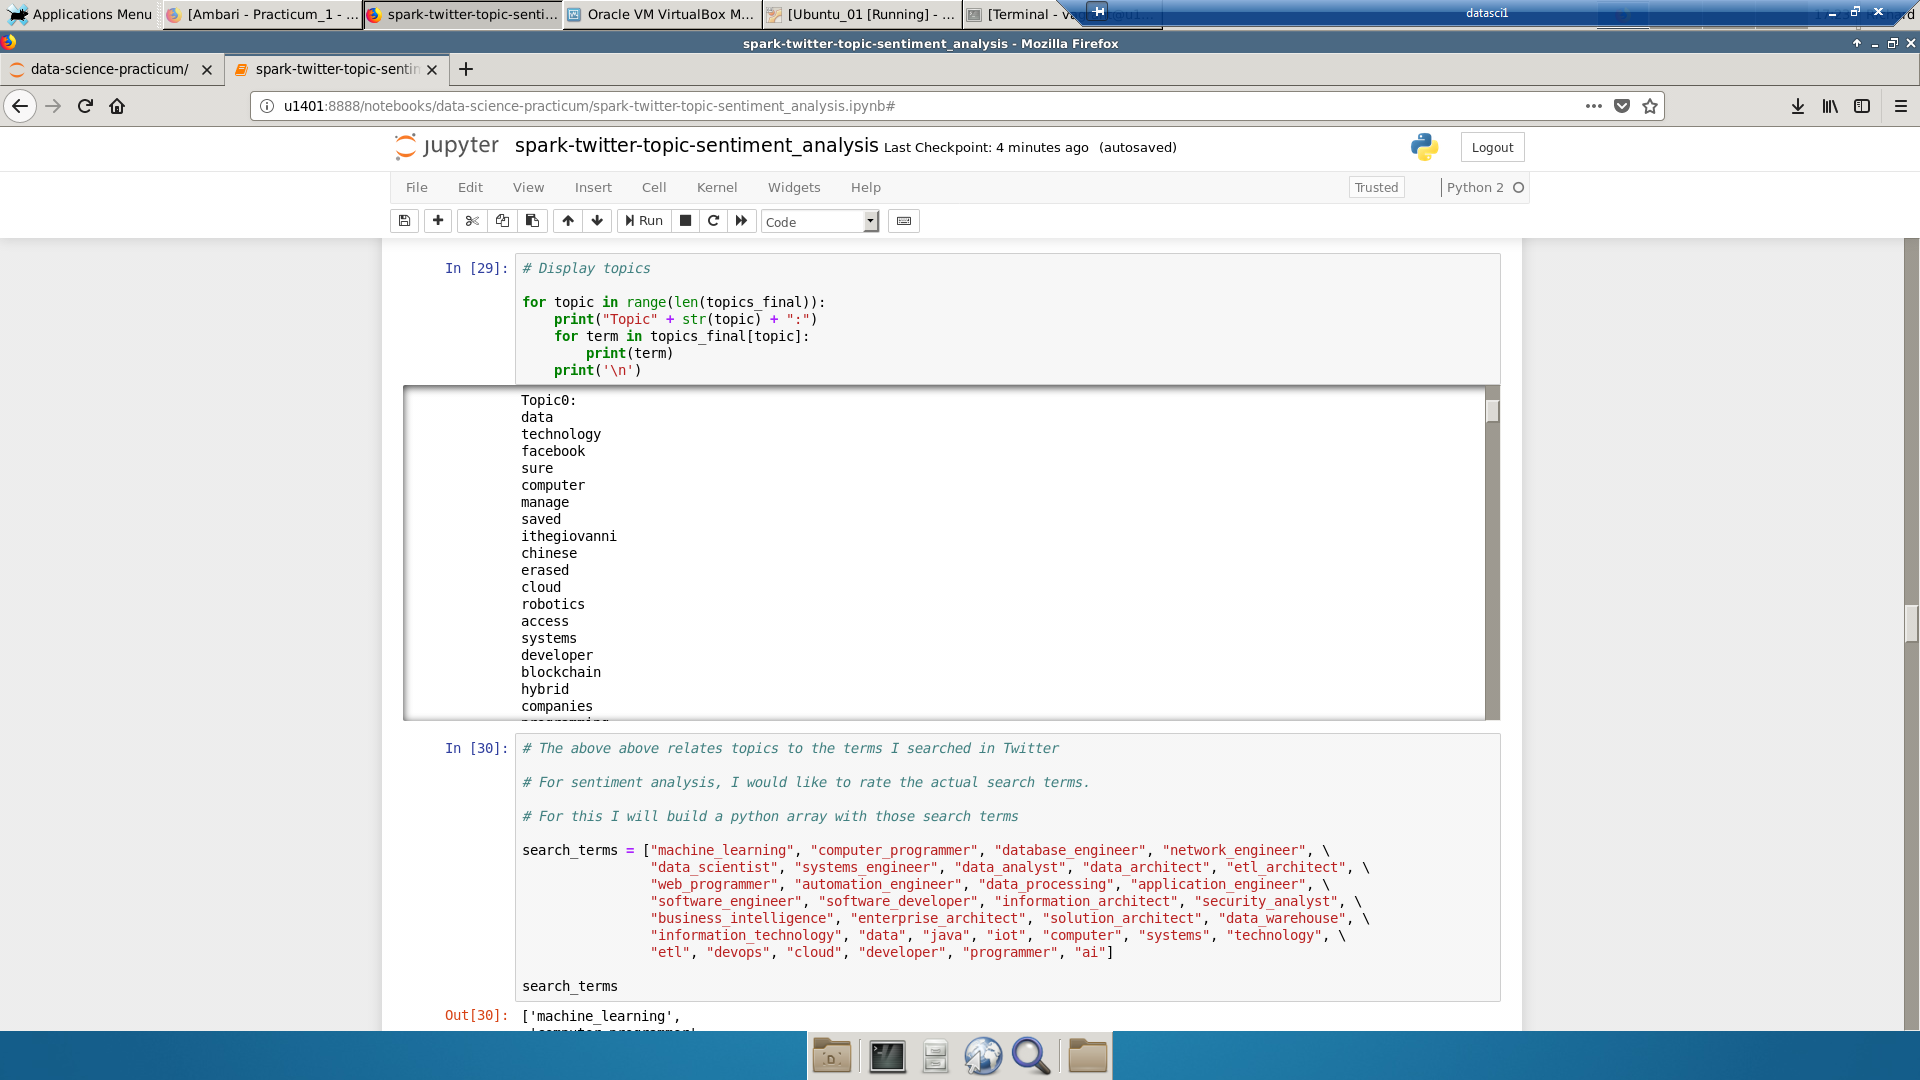 Applications Menu [Ambari - Practicum_1 - ... spark-twitter-topic-senti... Oracle VM VirtualBox M... [Ubuntu_01 [Running] - ... [Terminal - datasci1
spark-twitter-topic-sentiment_analysis - Mozilla Firefox
data-science-practicum/ spark-twitter-topic-sentin
u1401:8888/notebooks/data-science-practicum/spark-twitter-topic-sentiment_analysis.ipynb#
jupyter spark-twitter-topic-sentiment_analysis Last Checkpoint: 4 minutes ago (autosaved) Logout
File Edit View Insert Cell Kernel Widgets Help Trusted Python 2
Run Code
In [29]: # Display topics
for topic in range(len(topics_final)):
print("Topic" + str(topic) + ":")
for term in topics_final[topic]:
print(term)
print('\n')
Topic0:
data
technology
facebook
sure
computer
manage
saved
ithegiovanni
chinese
erased
cloud
robotics
access
systems
developer
blockchain
hybrid
companies
In [30]: # The above above relates topics to the terms I searched in Twitter
# For sentiment analysis, I would like to rate the actual search terms.
# For this I will build a python array with those search terms
search_terms = ["machine_learning", "computer_programmer", "database_engineer", "network_engineer", \
"data_scientist", "systems_engineer", "data_analyst", "data_architect", "etl_architect", \
"web_programmer", "automation_engineer", "data_processing", "application_engineer", \
"software_engineer", "software_developer", "information_architect", "security_analyst", \
"business_intelligence", "enterprise_architect", "solution_architect", "data_warehouse", \
"information_technology", "data", "java", "iot", "computer", "systems", "technology", \
"etl", "devops", "cloud", "developer", "programmer", "ai"]
search_terms
Out[30]: ['machine_learning',